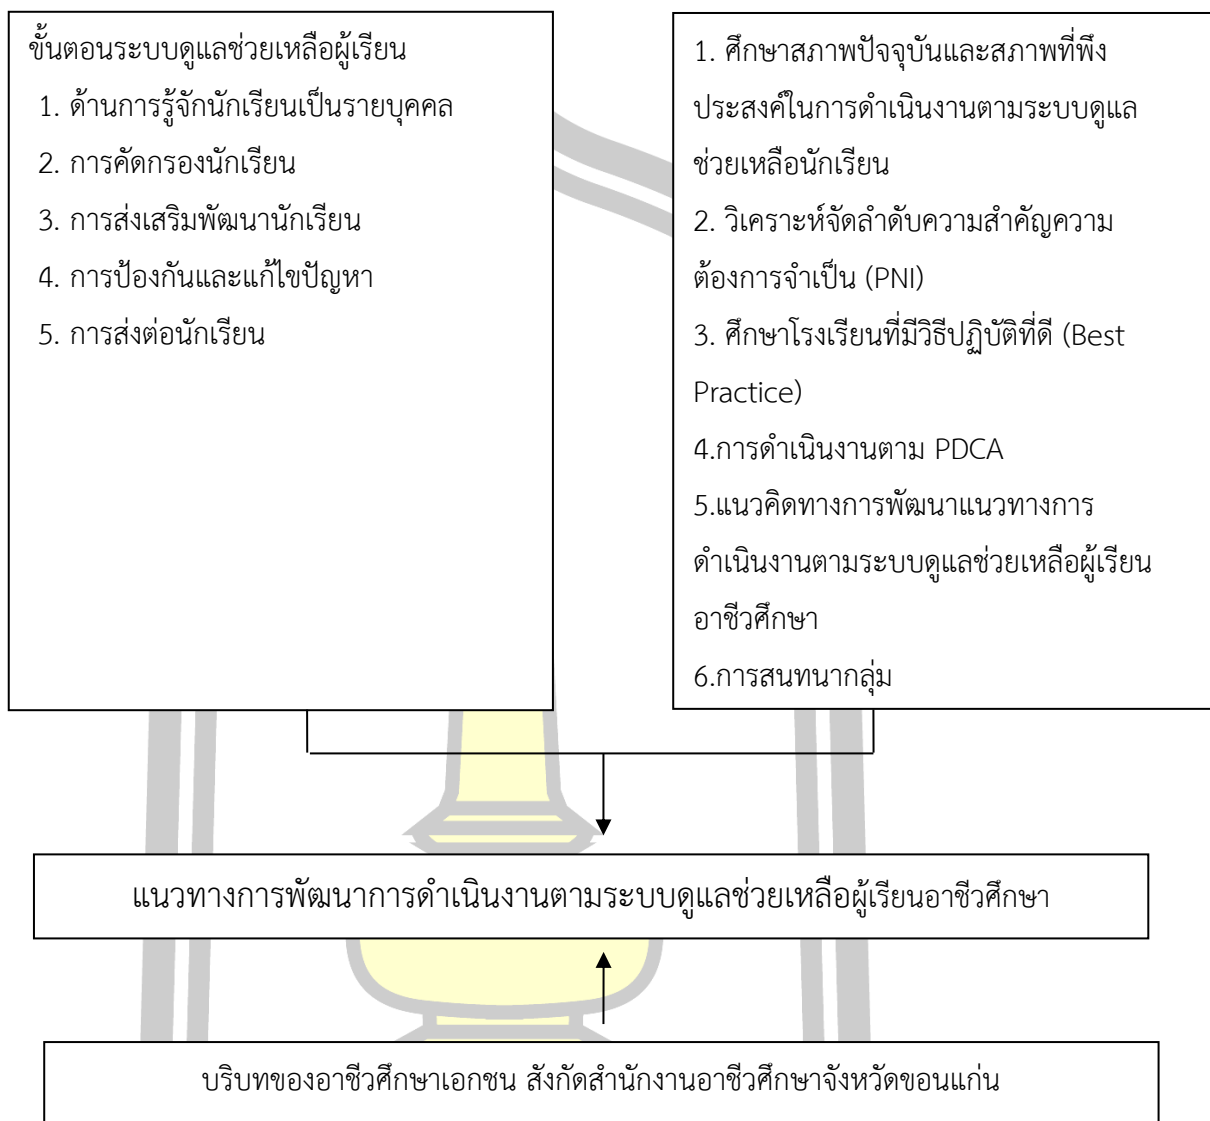 ขั้นตอนระบบดูแลช่วยเหลือผู้เรียน
1. ด้านการรู้จักนักเรียนเป็นรายบุคคล
2. การคัดกรองนักเรียน
3. การส่งเสริมพัฒนานักเรียน
4. การป้องกันและแก้ไขปัญหา
5. การส่งต่อนักเรียน
1. ศึกษาสภาพปัจจุบันและสภาพที่พึง
ประสงค์ในการดำเนินงานตามระบบดูแล
ช่วยเหลือนักเรียน
2. วิเคราะห์จัดลำดับความสำคัญความ
ต้องการจำเป็น (PNI)
3. ศึกษาโรงเรียนที่มีวิธีปฏิบัติที่ดี (Best
Practice)
4.การดำเนินงานตาม PDCA
5.แนวคิดทางการพัฒนาแนวทางการ
ดำเนินงานตามระบบดูแลช่วยเหลือผู้เรียน
อาชีวศึกษา
6.การสนทนากลุ่ม
แนวทางการพัฒนาการดำเนินงานตามระบบดูแลช่วยเหลือผู้เรียนอาชีวศึกษา
บริบทของอาชีวศึกษาเอกชน สังกัดสำนักงานอาชีวศึกษาจังหวัดขอนแก่น